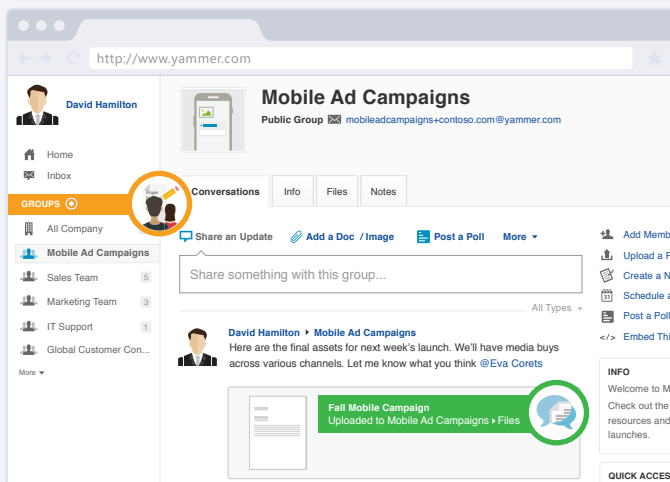 http://www.yammer.com
David Hamilton
Home
Inbox
GROUPS
All Company
Mobile Ad Campaigns
Sales Team 5
Marketing Team 3
IT Support 1
Global Customer Con...
More
Mobile Ad Campaigns
Public Group mobileadcampaigns+contoso.com@yammer.com
Conversations Info Files Notes
Share an Update Add a Doc / Image Post a Poll More
Share something with this group...
All Types
David Hamilton Mobile Ad Campaigns
Here are the final assets for next week's launch. We'll have media buys
across various channels. Let me know what you think @Eva Corets
Fall Mobile Campaign
Uploaded to Mobile Ad Campaigns Files
Add Memb
Upload a F
Create a N
31 Schedule a
Post a Poll
</> Embed Thi
INFO
Welcome to M
Check out the
resources and
launches.
QUICK ACCES